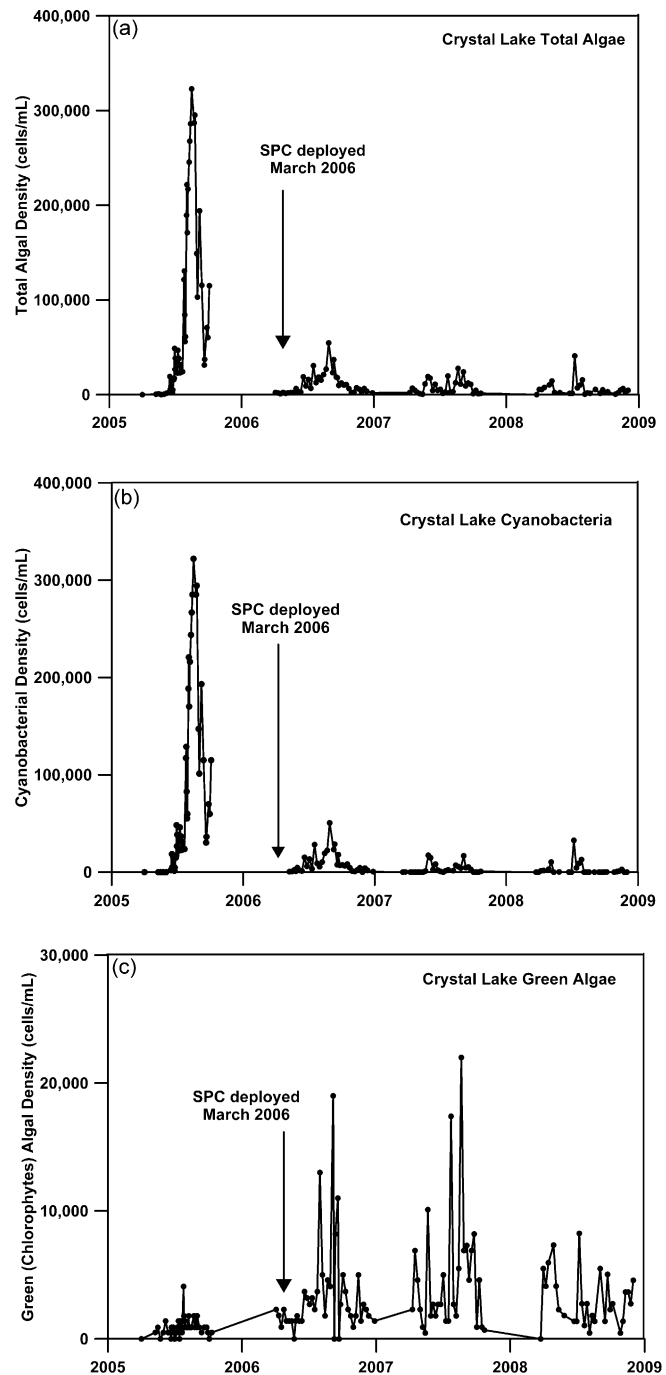 (a)
Crystal Lake Total Algae
SPC deployed
March 2006
Total Algal Density (cells/mL)
400,000
300,000
200,000
100,000
0
2005 2006 2007 2008 2009
(b)
Crystal Lake Cyanobacteria
SPC deployed
March 2006
Cyanobacterial Density (cells/mL)
400,000
300,000
200,000
100,000
0
2005 2006 2007 2008 2009
(c)
Crystal Lake Green Algae
SPC deployed
March 2006
Green (Chlorophytes) Algal Density (cells/mL)
30,000
20,000
10,000
0
2005 2006 2007 2008 2009